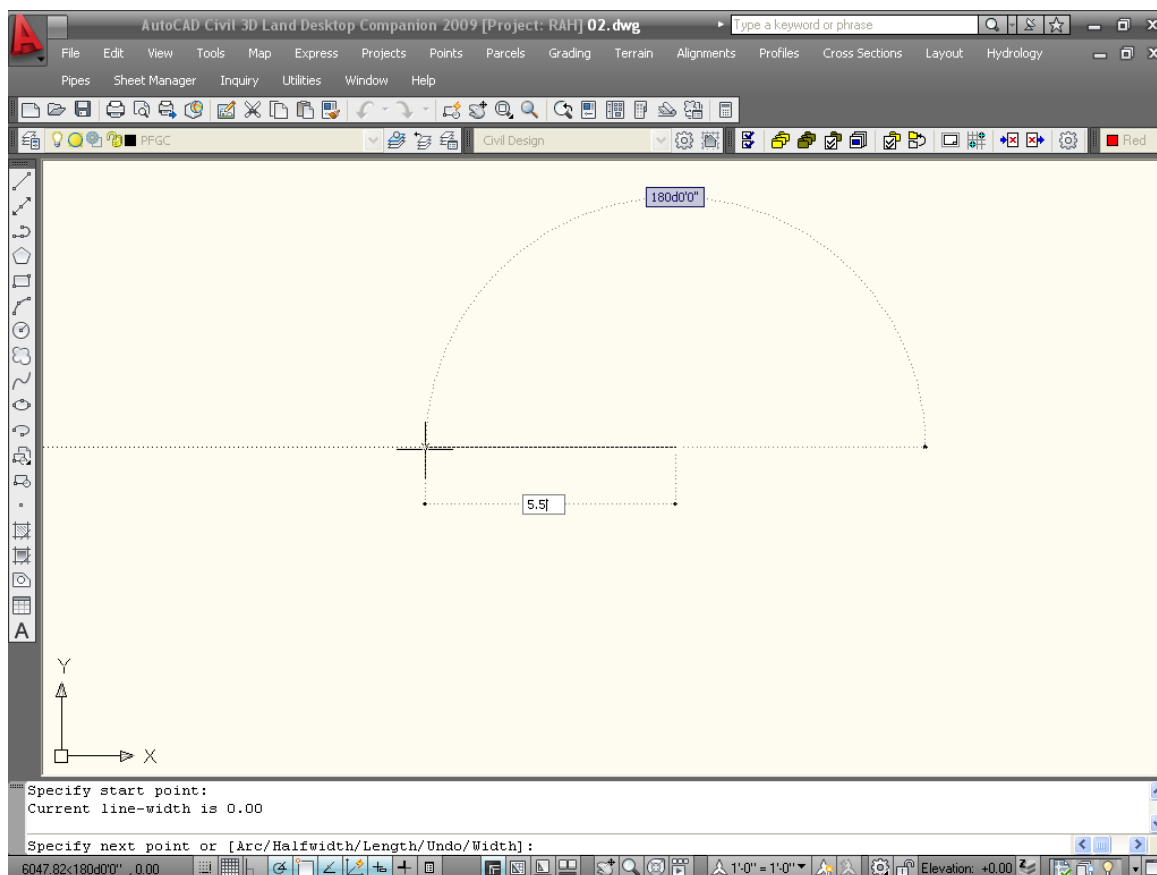 AutoCAD Civil 3D Land Desktop Companion 2009 [Project: RAH] 02.dwg
Type a keyword or phrase
File Edit View Tools Map Express Projects Points Parcels Grading Terrain Alignments Profiles Cross Sections Layout Hydrology
Pipes Sheet Manager Inquiry Utilities Window Help
PFGC Civil Design Red
180d0'0"
5.5
A
Y
X
Specify start point:
Current line-width is 0.00
Specify next point or [Arc/Halfwidth/Length/Undo/Width]:
6047.82<180d0'0" , 0.00 1'-0" = 1'-0" Elevation: +0.00